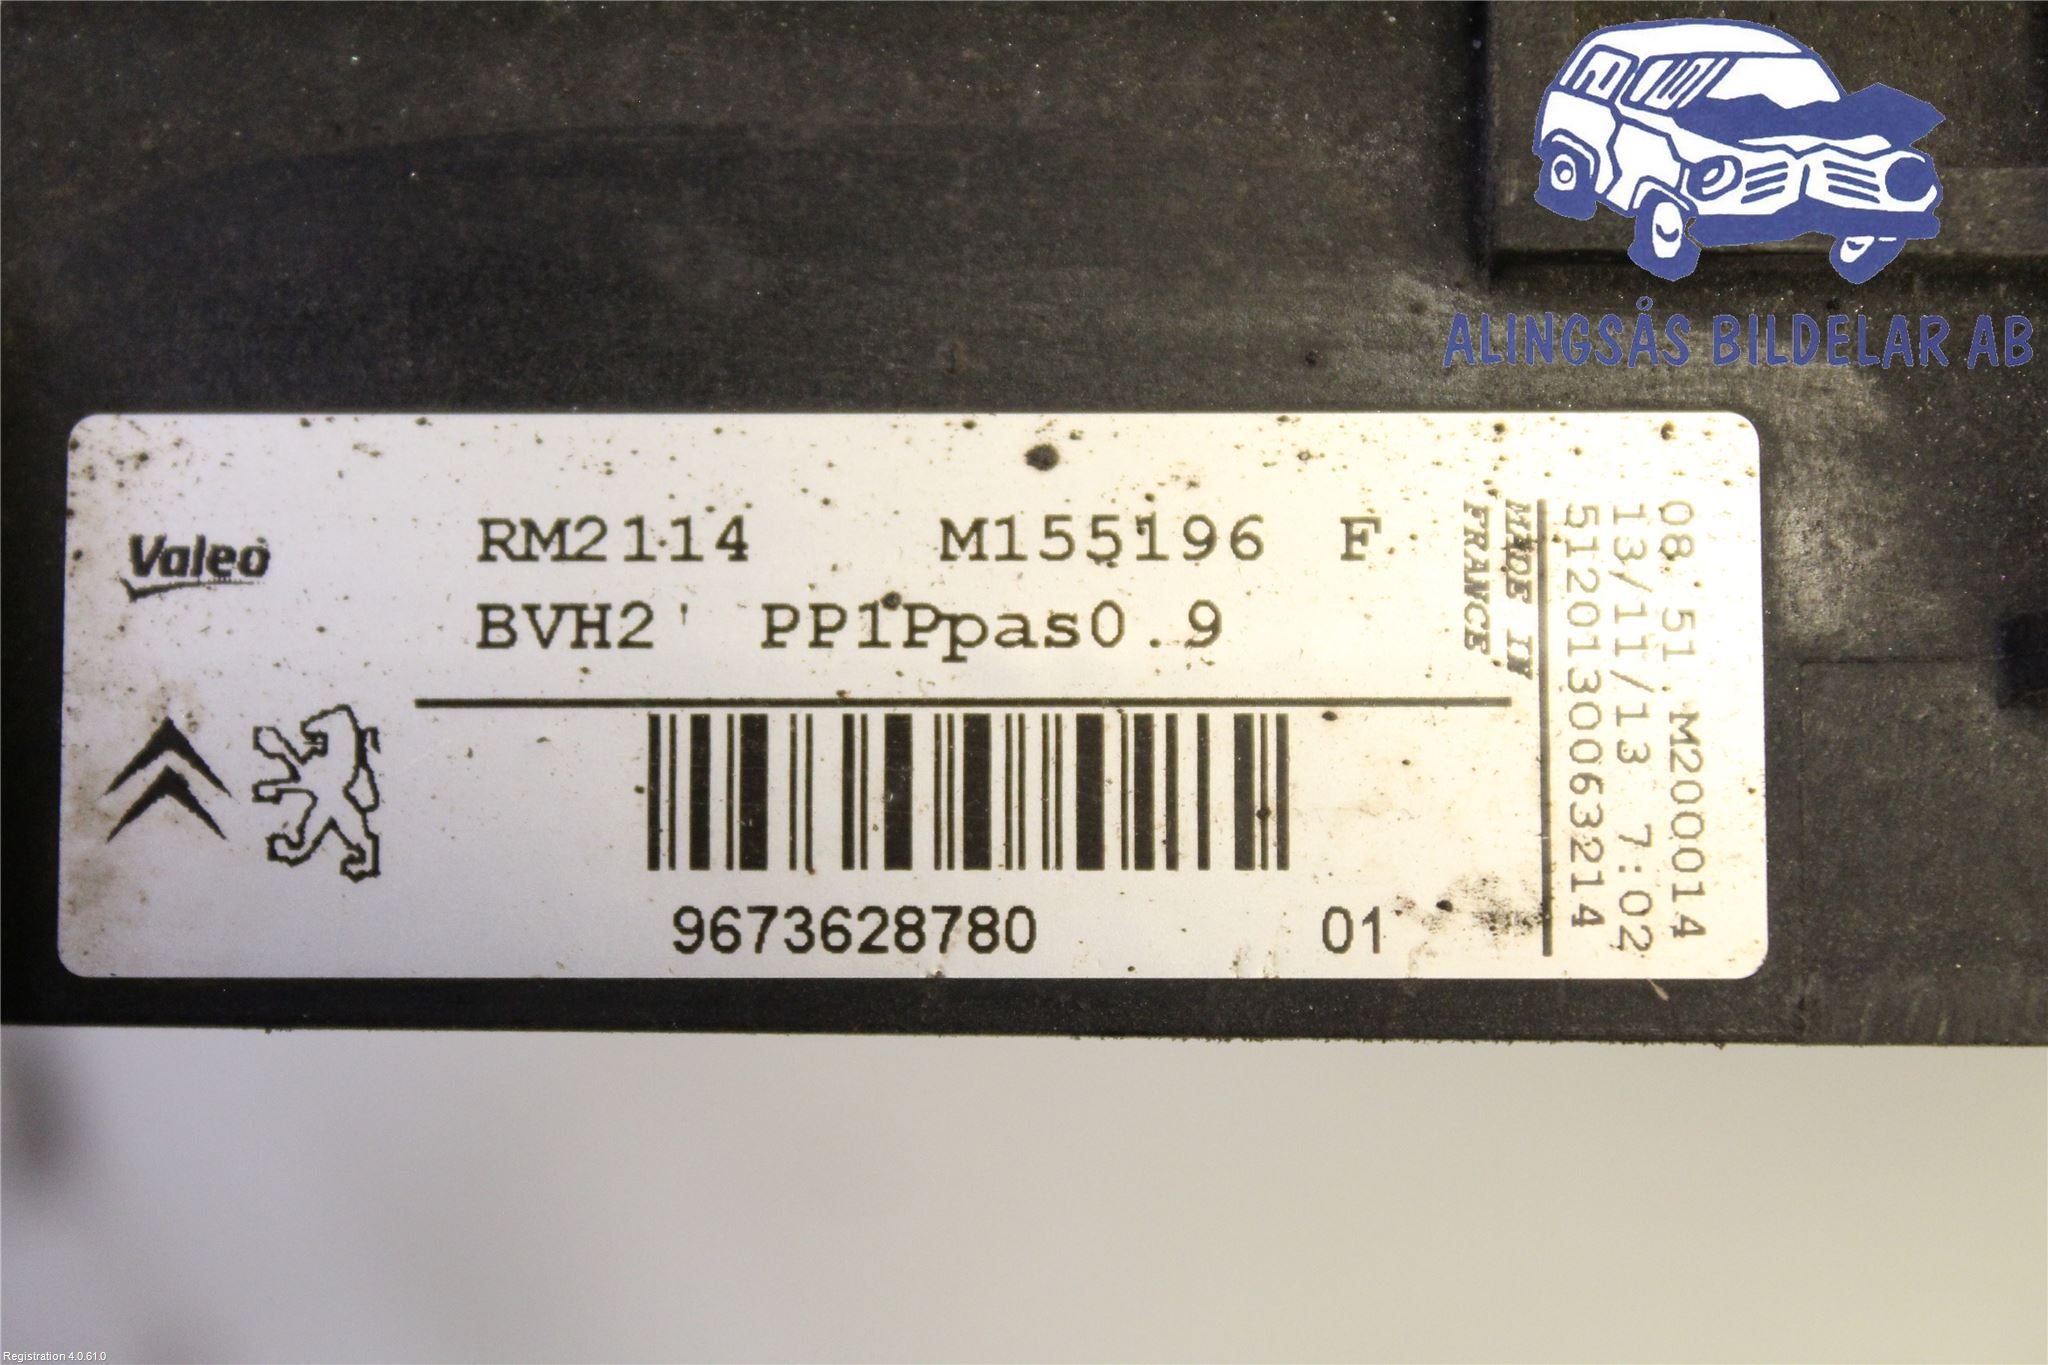 ALINGSÅS BILDELAR AB
Valeo
RM2114 M155196 F
BVH2' PP1Ppas0.9
MADE IN
FRANCE
08 51 M200014
13/11/13 7:02
5120130063214
9673628780 01
Registration 4.0.61.0